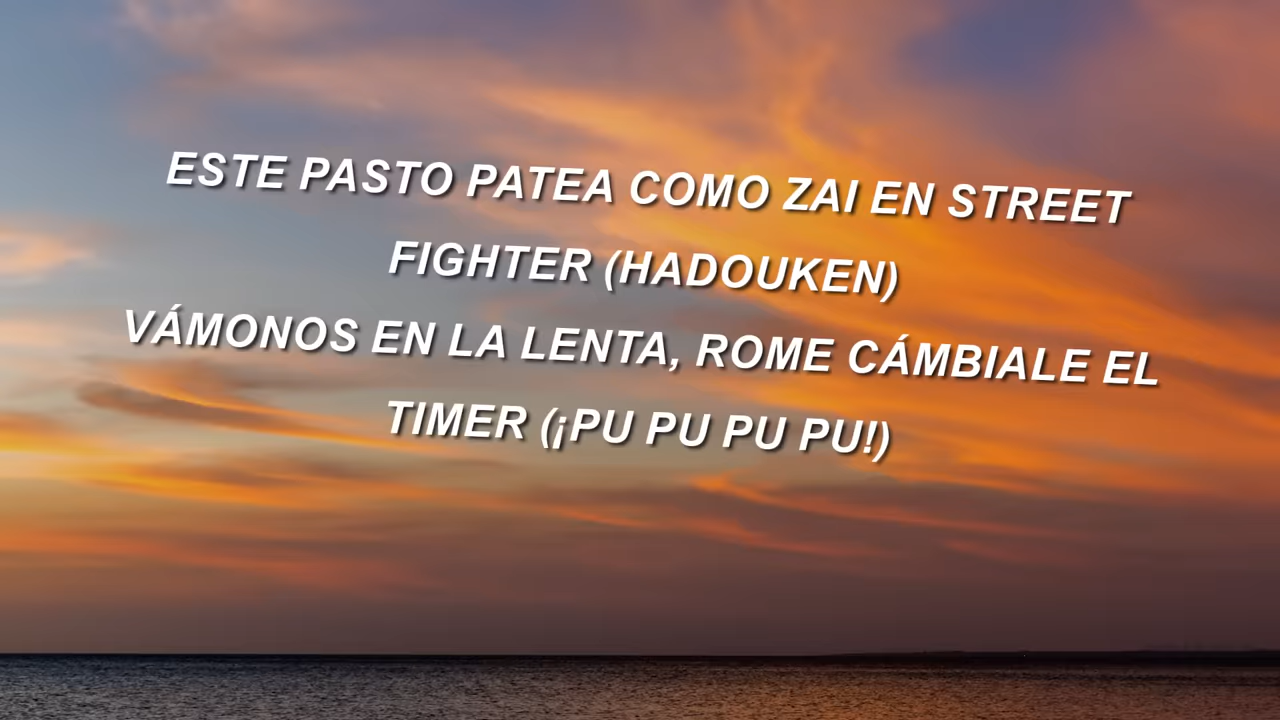 ESTE PASTO PATEA COMO ZAI EN STREET
FIGHTER (HADOUKEN)
VÁMONOS EN LA LENTA, ROME CÁMBIALE EL
TIMER (¡PU PU PU PU!)